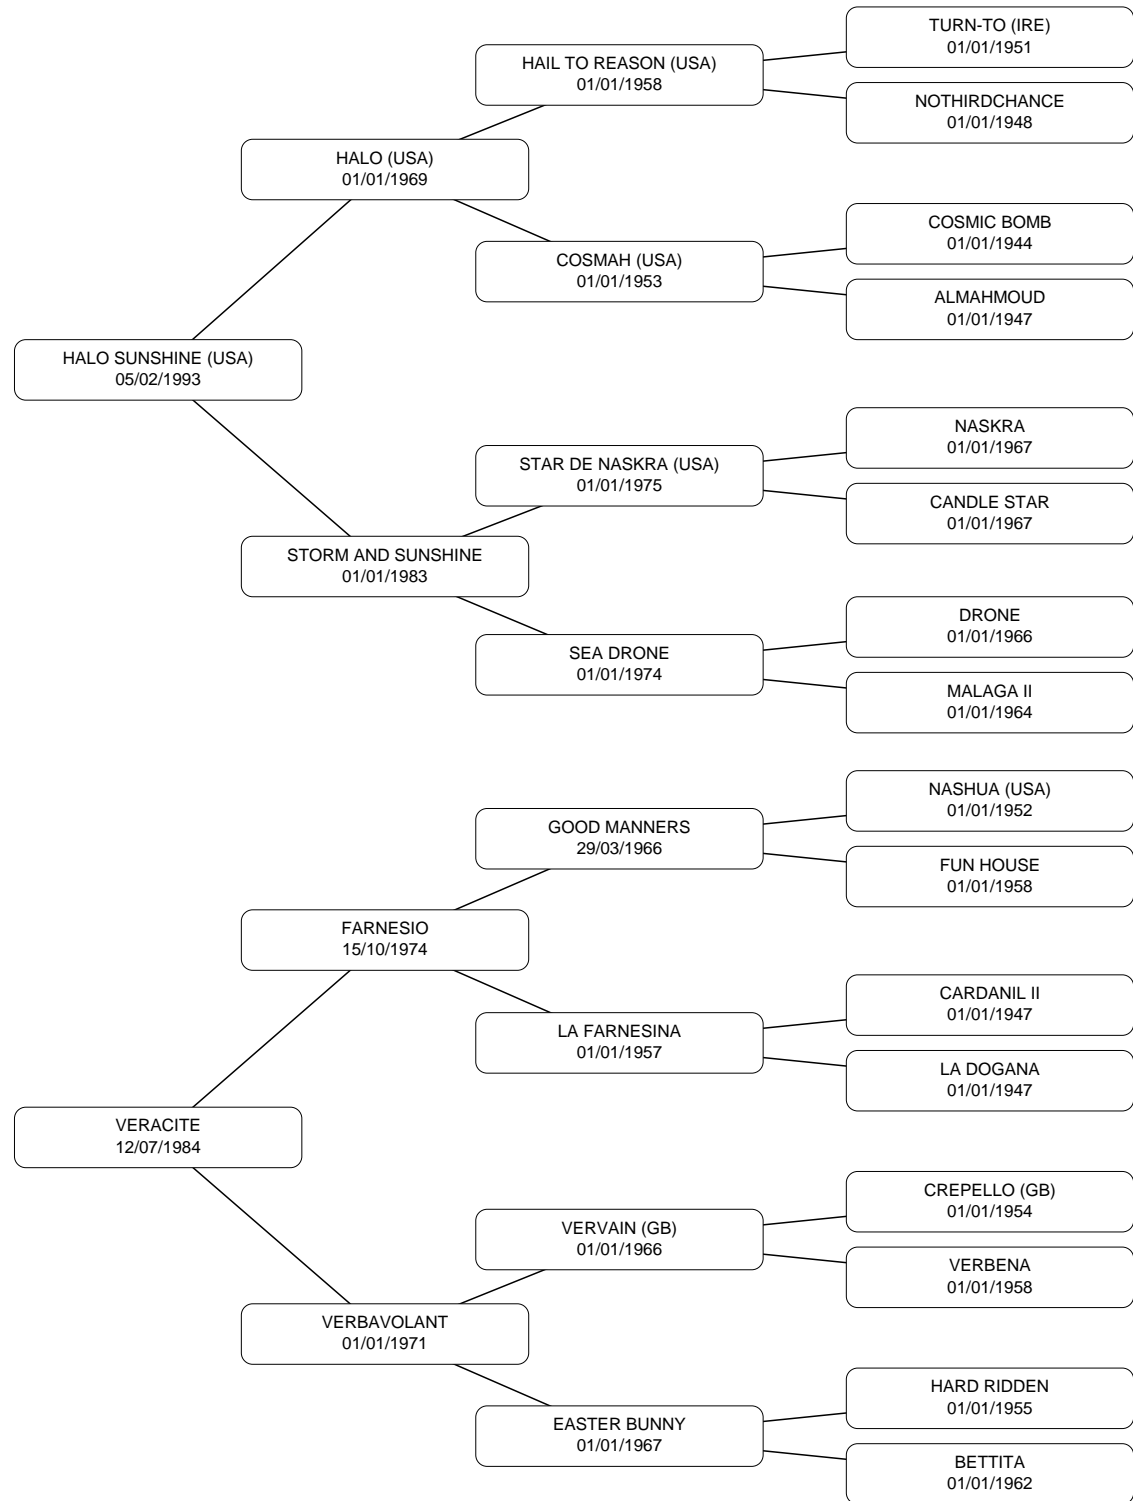 TURN-TO (IRE)
01/01/1951
HAIL TO REASON (USA)
01/01/1958
NOTHIRDCHANCE
01/01/1948
HALO (USA)
01/01/1969
COSMIC BOMB
01/01/1944
COSMAH (USA)
01/01/1953
ALMAHMOUD
01/01/1947
HALO SUNSHINE (USA)
05/02/1993
NASKRA
01/01/1967
STAR DE NASKRA (USA)
01/01/1975
CANDLE STAR
01/01/1967
STORM AND SUNSHINE
01/01/1983
DRONE
01/01/1966
SEA DRONE
01/01/1974
MALAGA II
01/01/1964
NASHUA (USA)
01/01/1952
GOOD MANNERS
29/03/1966
FUN HOUSE
01/01/1958
FARNESIO
15/10/1974
CARDANIL II
01/01/1947
LA FARNESINA
01/01/1957
LA DOGANA
01/01/1947
VERACITE
12/07/1984
CREPELLO (GB)
01/01/1954
VERVAIN (GB)
01/01/1966
VERBENA
01/01/1958
VERBAVOLANT
01/01/1971
HARD RIDDEN
01/01/1955
EASTER BUNNY
01/01/1967
BETTITA
01/01/1962